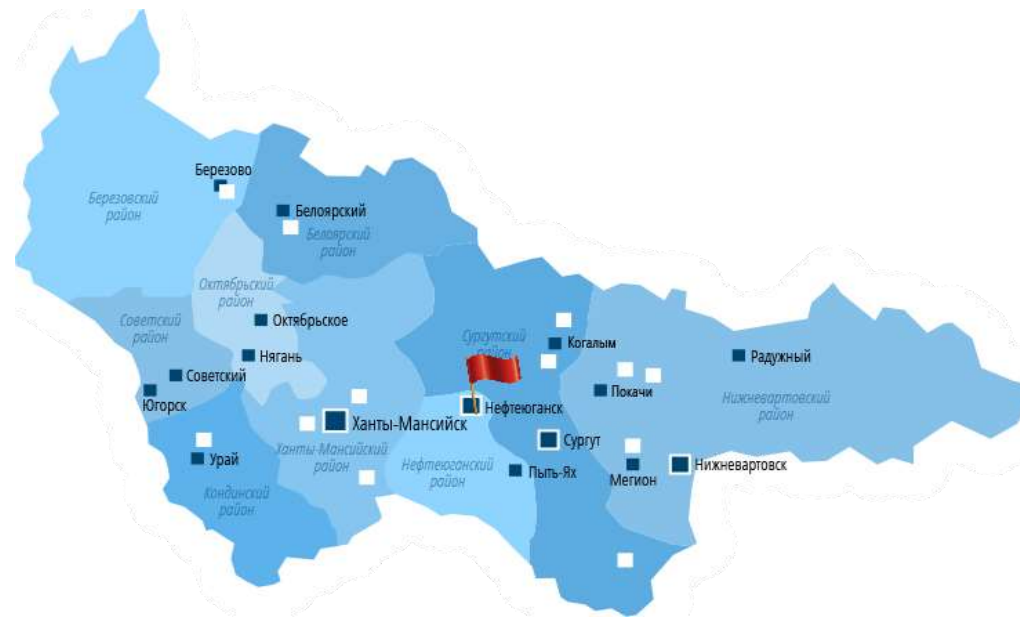 Березово
Березовский
район
Белоярский
Белоярский
район
Октябрьский
район
Октябрьское
Советский
район
Нягань
Советский
Югорск
Сургутский
район
Когалым
Радужный
Покачи
Нижневартовский
район
Нефтеюганск
Ханты-Мансийск
Ханты-Мансийский
район
Сургут
Урай
Нефтеюганский
район
Пыть-Ях
Мегион
Нижневартовск
Кондинский
район